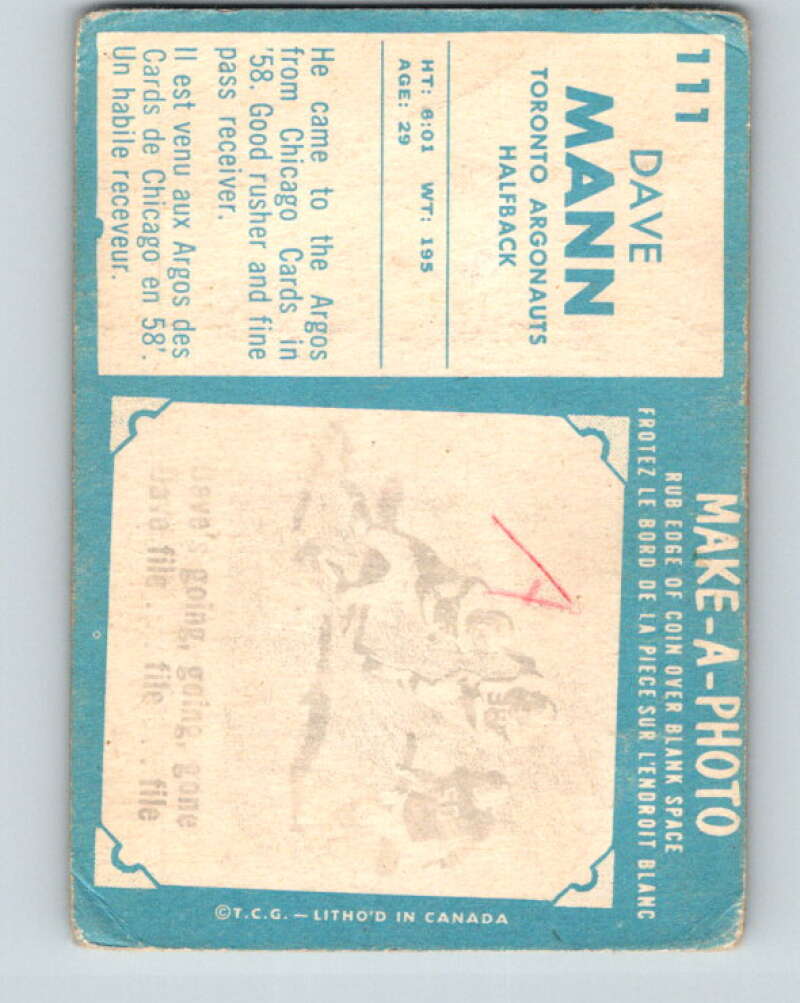 111
DAVE
MANN
TORONTO ARGONAUTS
HALFBACK
HT: 6:01 WT: 195
AGE: 29
He came to the Argos
from Chicago Cards in
'58. Good rusher and fine
pass receiver.
Il est venu aux Argos des
Cards de Chicago en 58'.
Un habile receveur.
MAKE-A-PHOTO
RUB EDGE OF COIN OVER BLANK SPACE
FROTEZ LE BORD DE LA PIECE SUR L'ENDROIT BLANC
Dave's going, going, gone
Dave file ... file ... file
©T.C.G. — LITHO'D IN CANADA